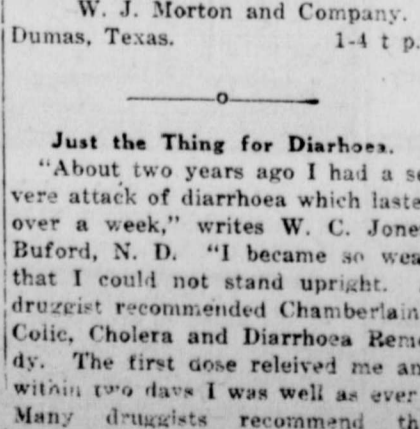 W. J. Morton and Company.
Dumas, Texas. 1-4 t p.
Just the Thing for Diarhoea.
"About two years ago I had a se
vere attack of diarrhoea which laste
over a week," writes W. C. Jone
Buford, N. D. "I became so wea
that I could not stand upright.
druggist recommended Chamberlain
Colic, Cholera and Diarrhoea Reme
dy. The first dose releived me an
within two days I was well as ever
Many druggists recommend th